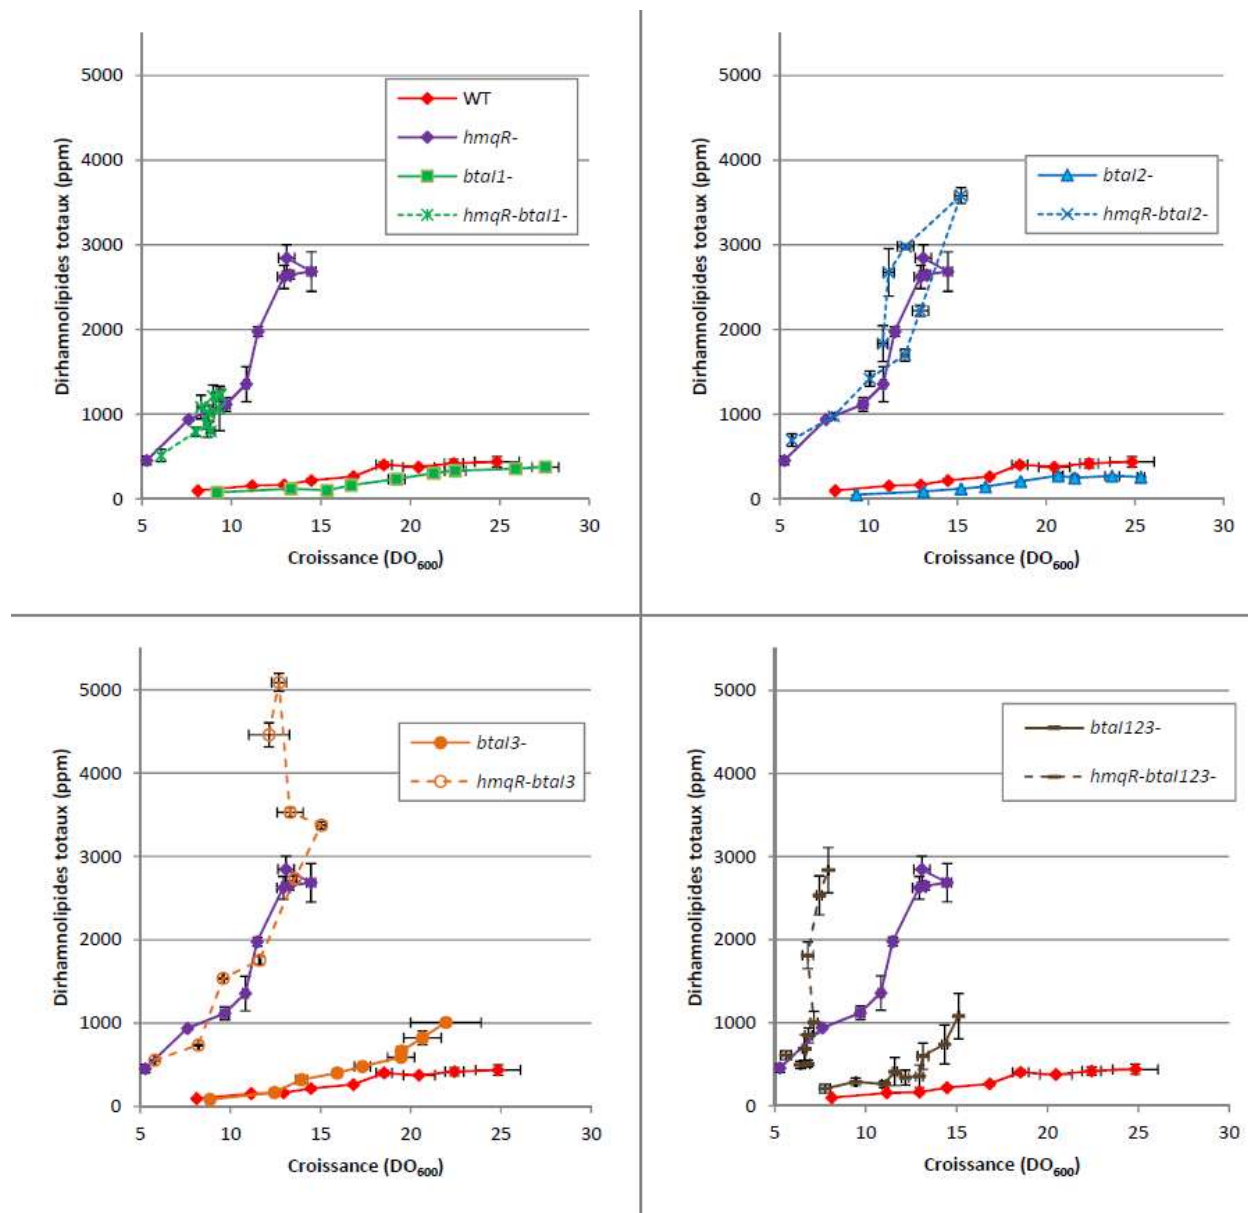 Dirhamnolipides totaux (ppm)
5000
4000
3000
2000
1000
0
5 10 15 20 25 30
Croissance (DO600)
WT
hmqR-
btaI1-
hmqR-btaI1-
Dirhamnolipides totaux (ppm)
5000
4000
3000
2000
1000
0
5 10 15 20 25 30
Croissance (DO600)
btaI2-
hmqR-btaI2-
Dirhamnolipides totaux (ppm)
5000
4000
3000
2000
1000
0
5 10 15 20 25 30
Croissance (DO600)
btaI3-
hmqR-btaI3
Dirhamnolipides totaux (ppm)
5000
4000
3000
2000
1000
0
5 10 15 20 25 30
Croissance (DO600)
btaI123-
hmqR-btaI123-